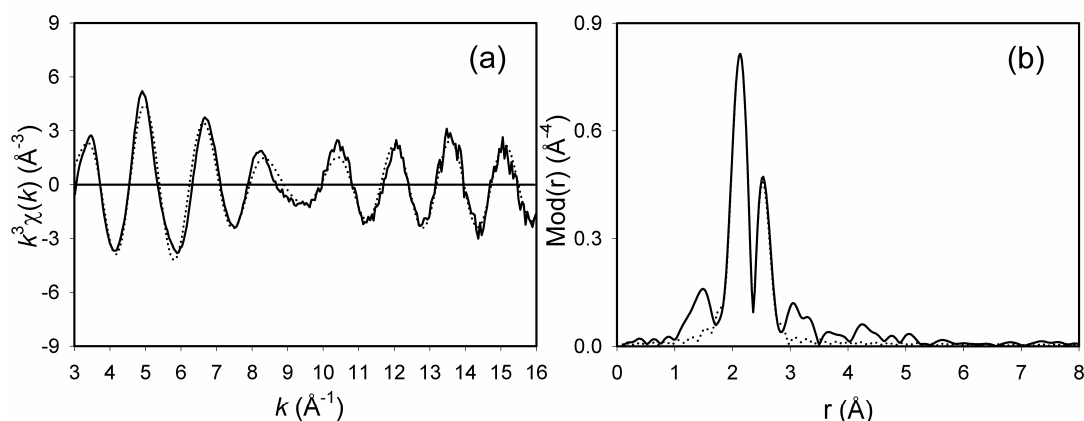 (a)
k³χ(k) (Å⁻³)
9
6
3
0
-3
-6
-9
3 4 5 6 7 8 9 10 11 12 13 14 15 16
k (Å⁻¹)
(b)
Mod(r) (Å⁻⁴)
0.9
0.6
0.3
0.0
0 1 2 3 4 5 6 7 8
r (Å)